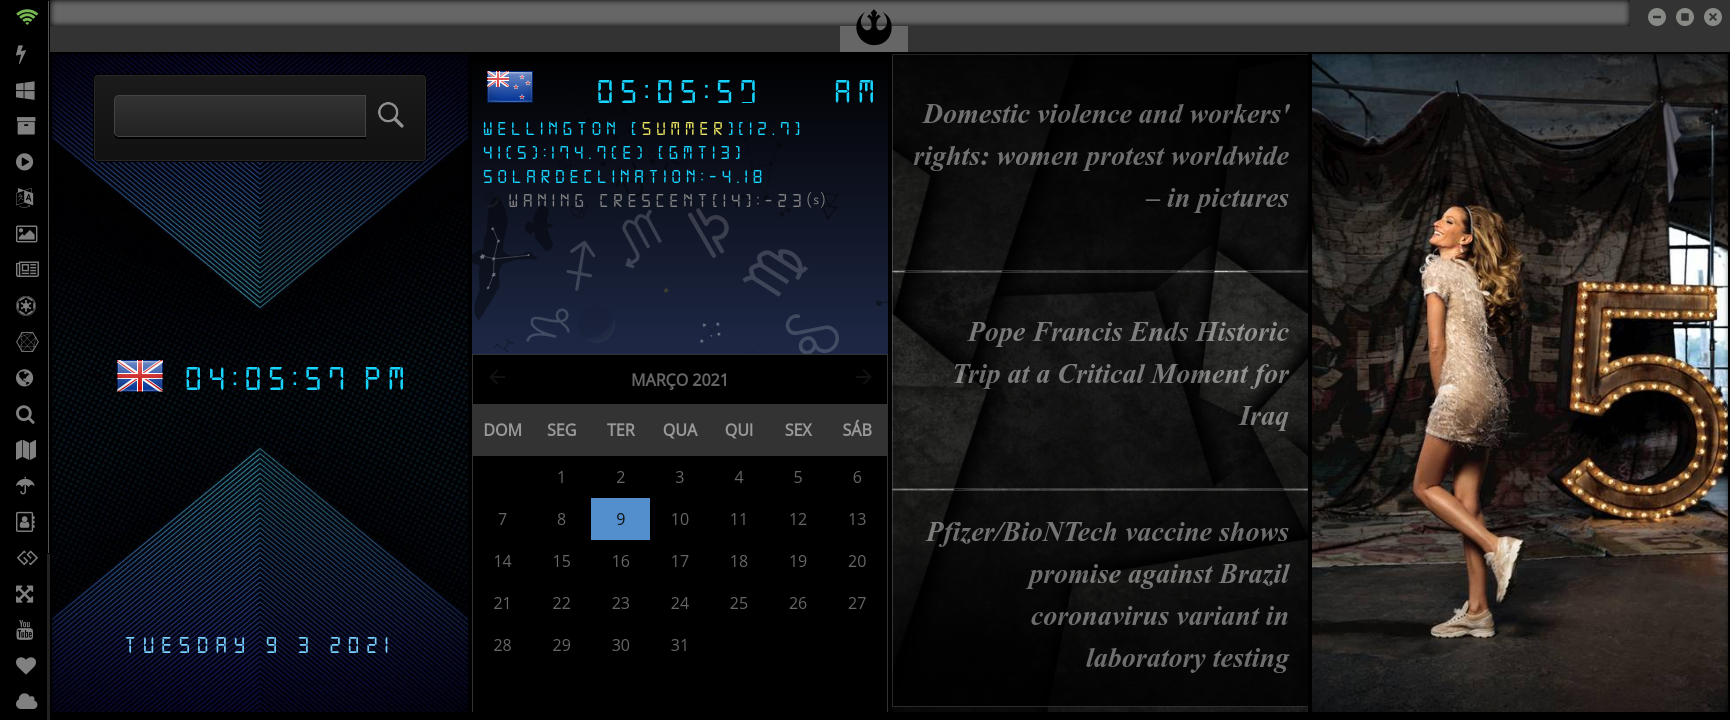 04:05:57 PM
TUESDAY 9 3 2021
05:05:57 AM
WELLINGTON [SUMMER][12.7]
41(S):174.7(E) [GMT13]
SOLARDECLINATION:-4.18
WANING CRESCENT[14]:-23(s)
MARÇO 2021
DOM SEG TER QUA QUI SEX SÁB
1 2 3 4 5 6
7 8 9 10 11 12 13
14 15 16 17 18 19 20
21 22 23 24 25 26 27
28 29 30 31
Domestic violence and workers'
rights: women protest worldwide
– in pictures
Pope Francis Ends Historic
Trip at a Critical Moment for
Iraq
Pfizer/BioNTech vaccine shows
promise against Brazil
coronavirus variant in
laboratory testing
5
You
Tube